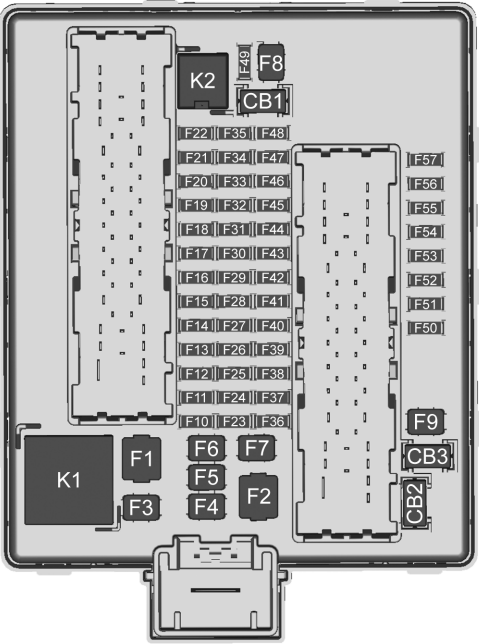 F49 F8
K2
CB1
F22 F35 F48
F21 F34 F47 F57
F20 F33 F46 F56
F19 F32 F45 F55
F18 F31 F44 F54
F17 F30 F43 F53
F16 F29 F42 F52
F15 F28 F41 F51
F14 F27 F40 F50
F13 F26 F39
F12 F25 F38
F11 F24 F37
F10 F23 F36 F9
F6 F7
F1 CB3
K1 F5
F2 CB2
F3 F4